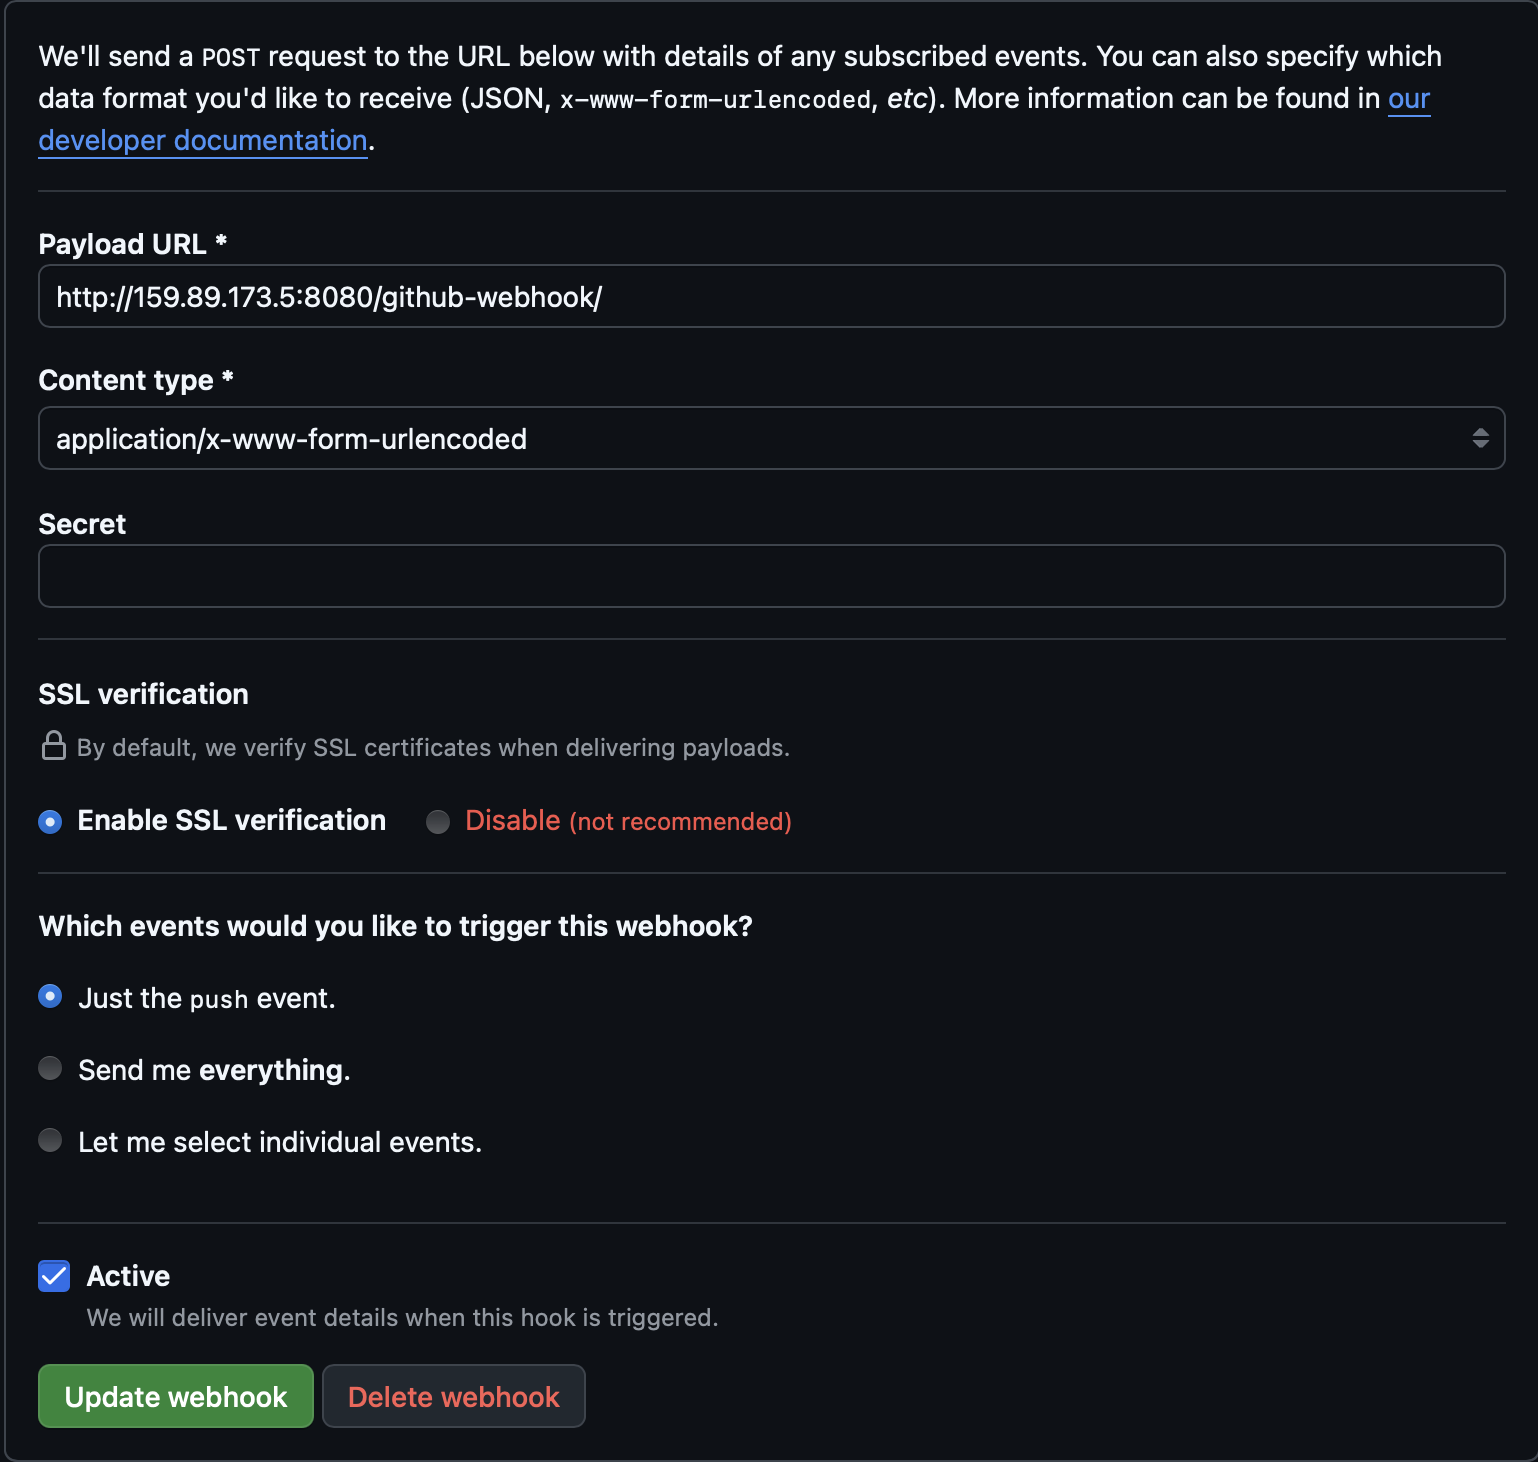 We'll send a POST request to the URL below with details of any subscribed events. You can also specify which
data format you'd like to receive (JSON, x-www-form-urlencoded, etc). More information can be found in our
developer documentation.
Payload URL *
http://159.89.173.5:8080/github-webhook/
Content type *
application/x-www-form-urlencoded
Secret
SSL verification
By default, we verify SSL certificates when delivering payloads.
Enable SSL verification Disable (not recommended)
Which events would you like to trigger this webhook?
Just the push event.
Send me everything.
Let me select individual events.
Active
We will deliver event details when this hook is triggered.
Update webhook Delete webhook